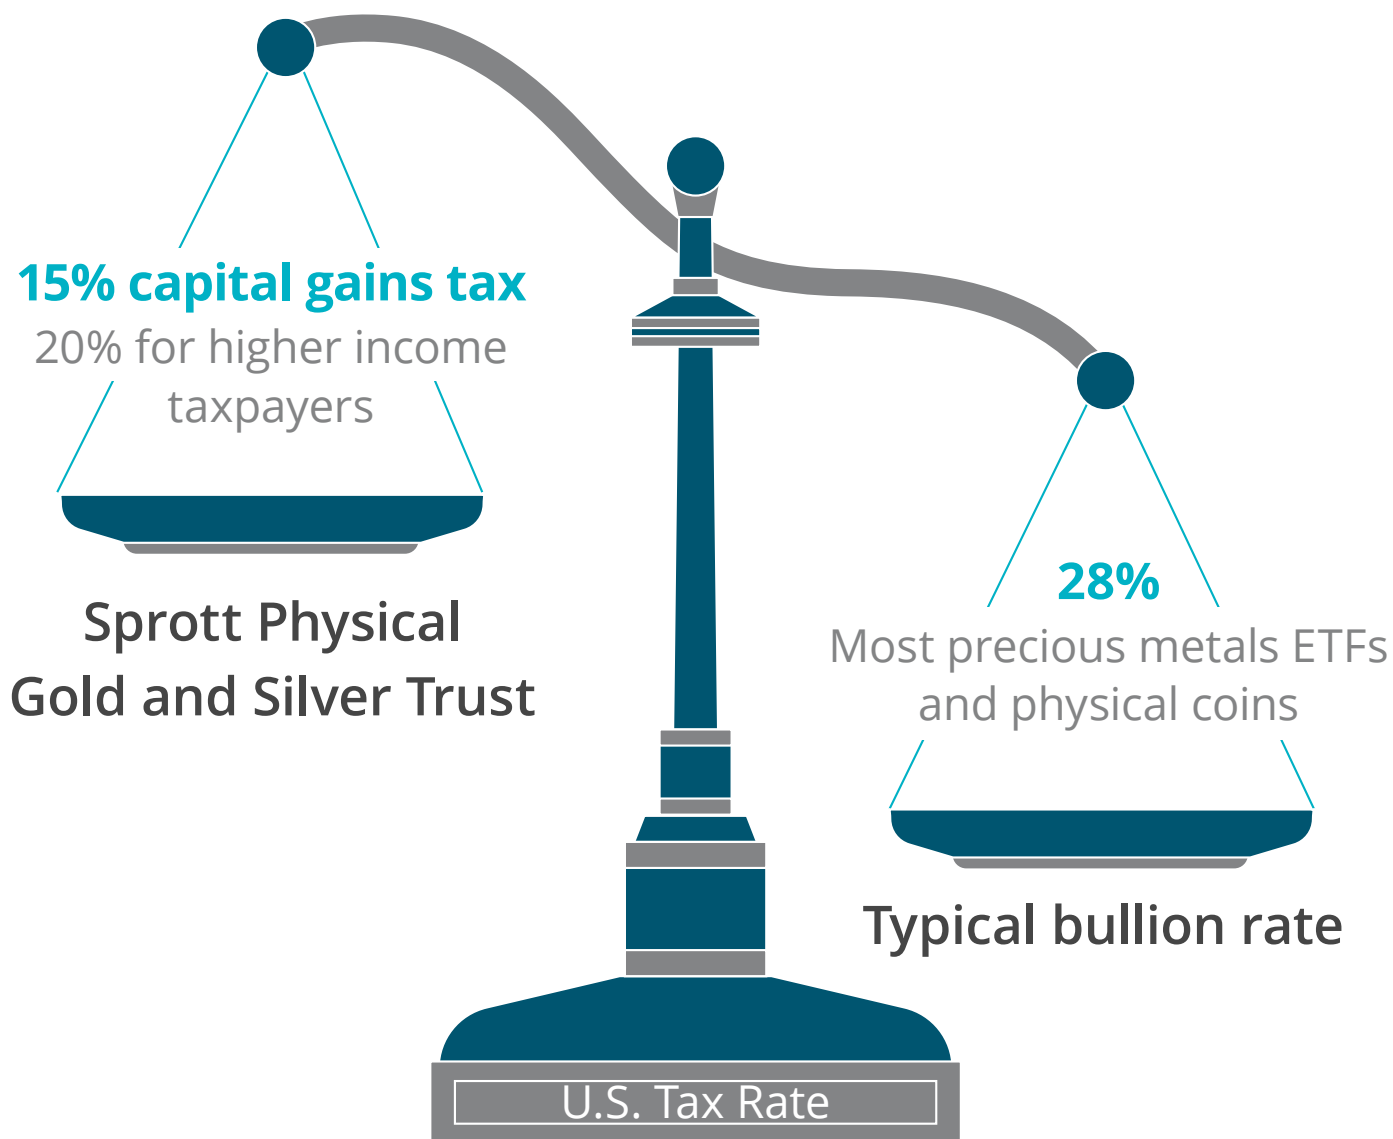 15% capital gains tax
20% for higher income
taxpayers
Sprott Physical
Gold and Silver Trust
28%
Most precious metals ETFs
and physical coins
Typical bullion rate
U.S. Tax Rate